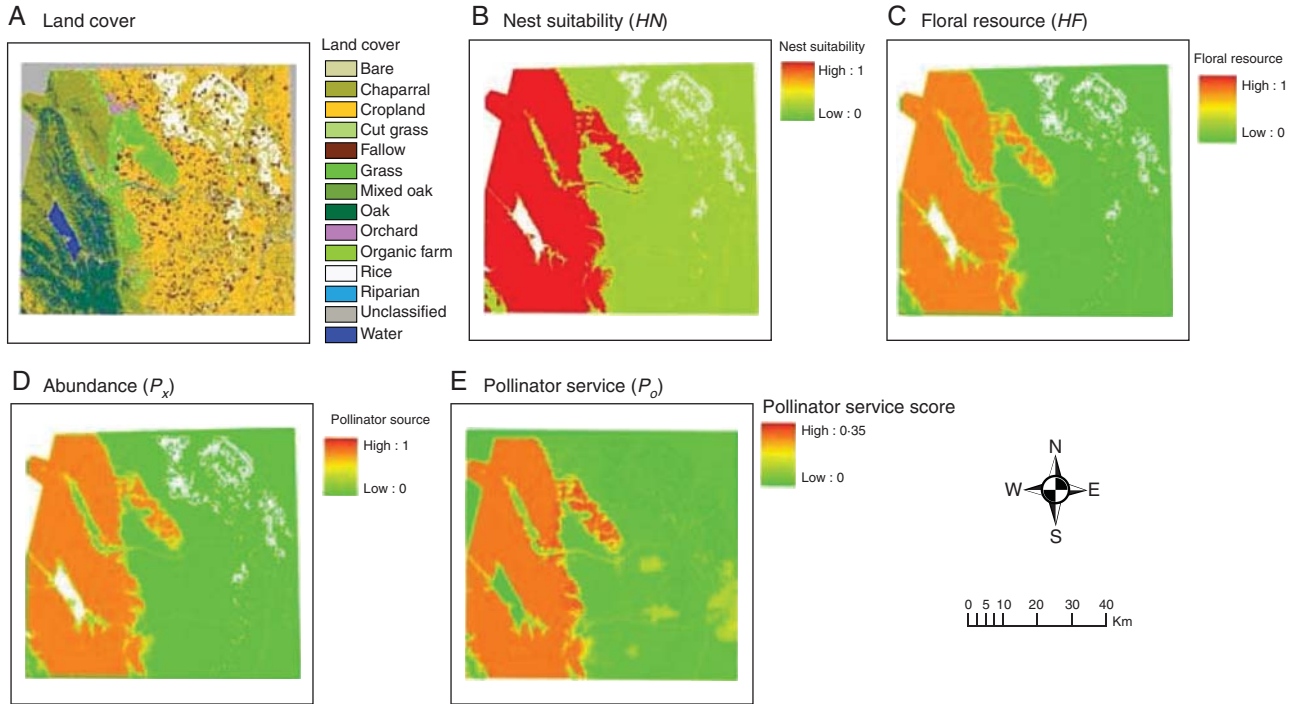 A Land cover
Land cover
Bare
Chaparral
Cropland
Cut grass
Fallow
Grass
Mixed oak
Oak
Orchard
Organic farm
Rice
Riparian
Unclassified
Water
B Nest suitability (HN)
Nest suitability
High : 1
Low : 0
C Floral resource (HF)
Floral resource
High : 1
Low : 0
D Abundance (Px)
Pollinator source
High : 1
Low : 0
E Pollinator service (Po)
Pollinator service score
High : 0·35
Low : 0
N
W E
S
0 5 10 20 30 40
Km